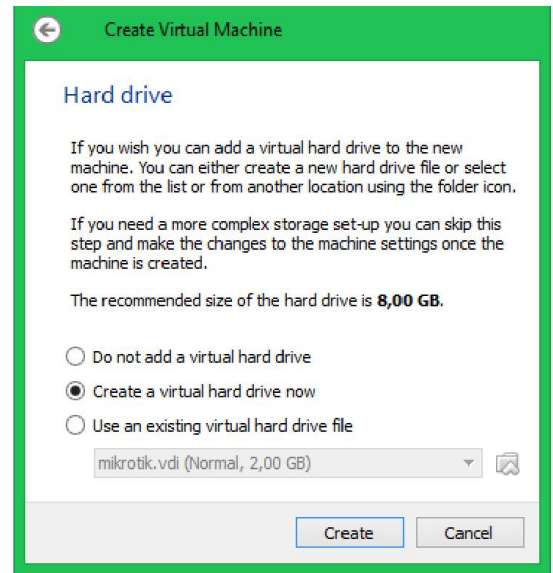 Create Virtual Machine
Hard drive
If you wish you can add a virtual hard drive to the new
machine. You can either create a new hard drive file or select
one from the list or from another location using the folder icon.
If you need a more complex storage set-up you can skip this
step and make the changes to the machine settings once the
machine is created.
The recommended size of the hard drive is 8,00 GB.
Do not add a virtual hard drive
Create a virtual hard drive now
Use an existing virtual hard drive file
mikrotik.vdi (Normal, 2,00 GB)
Create Cancel